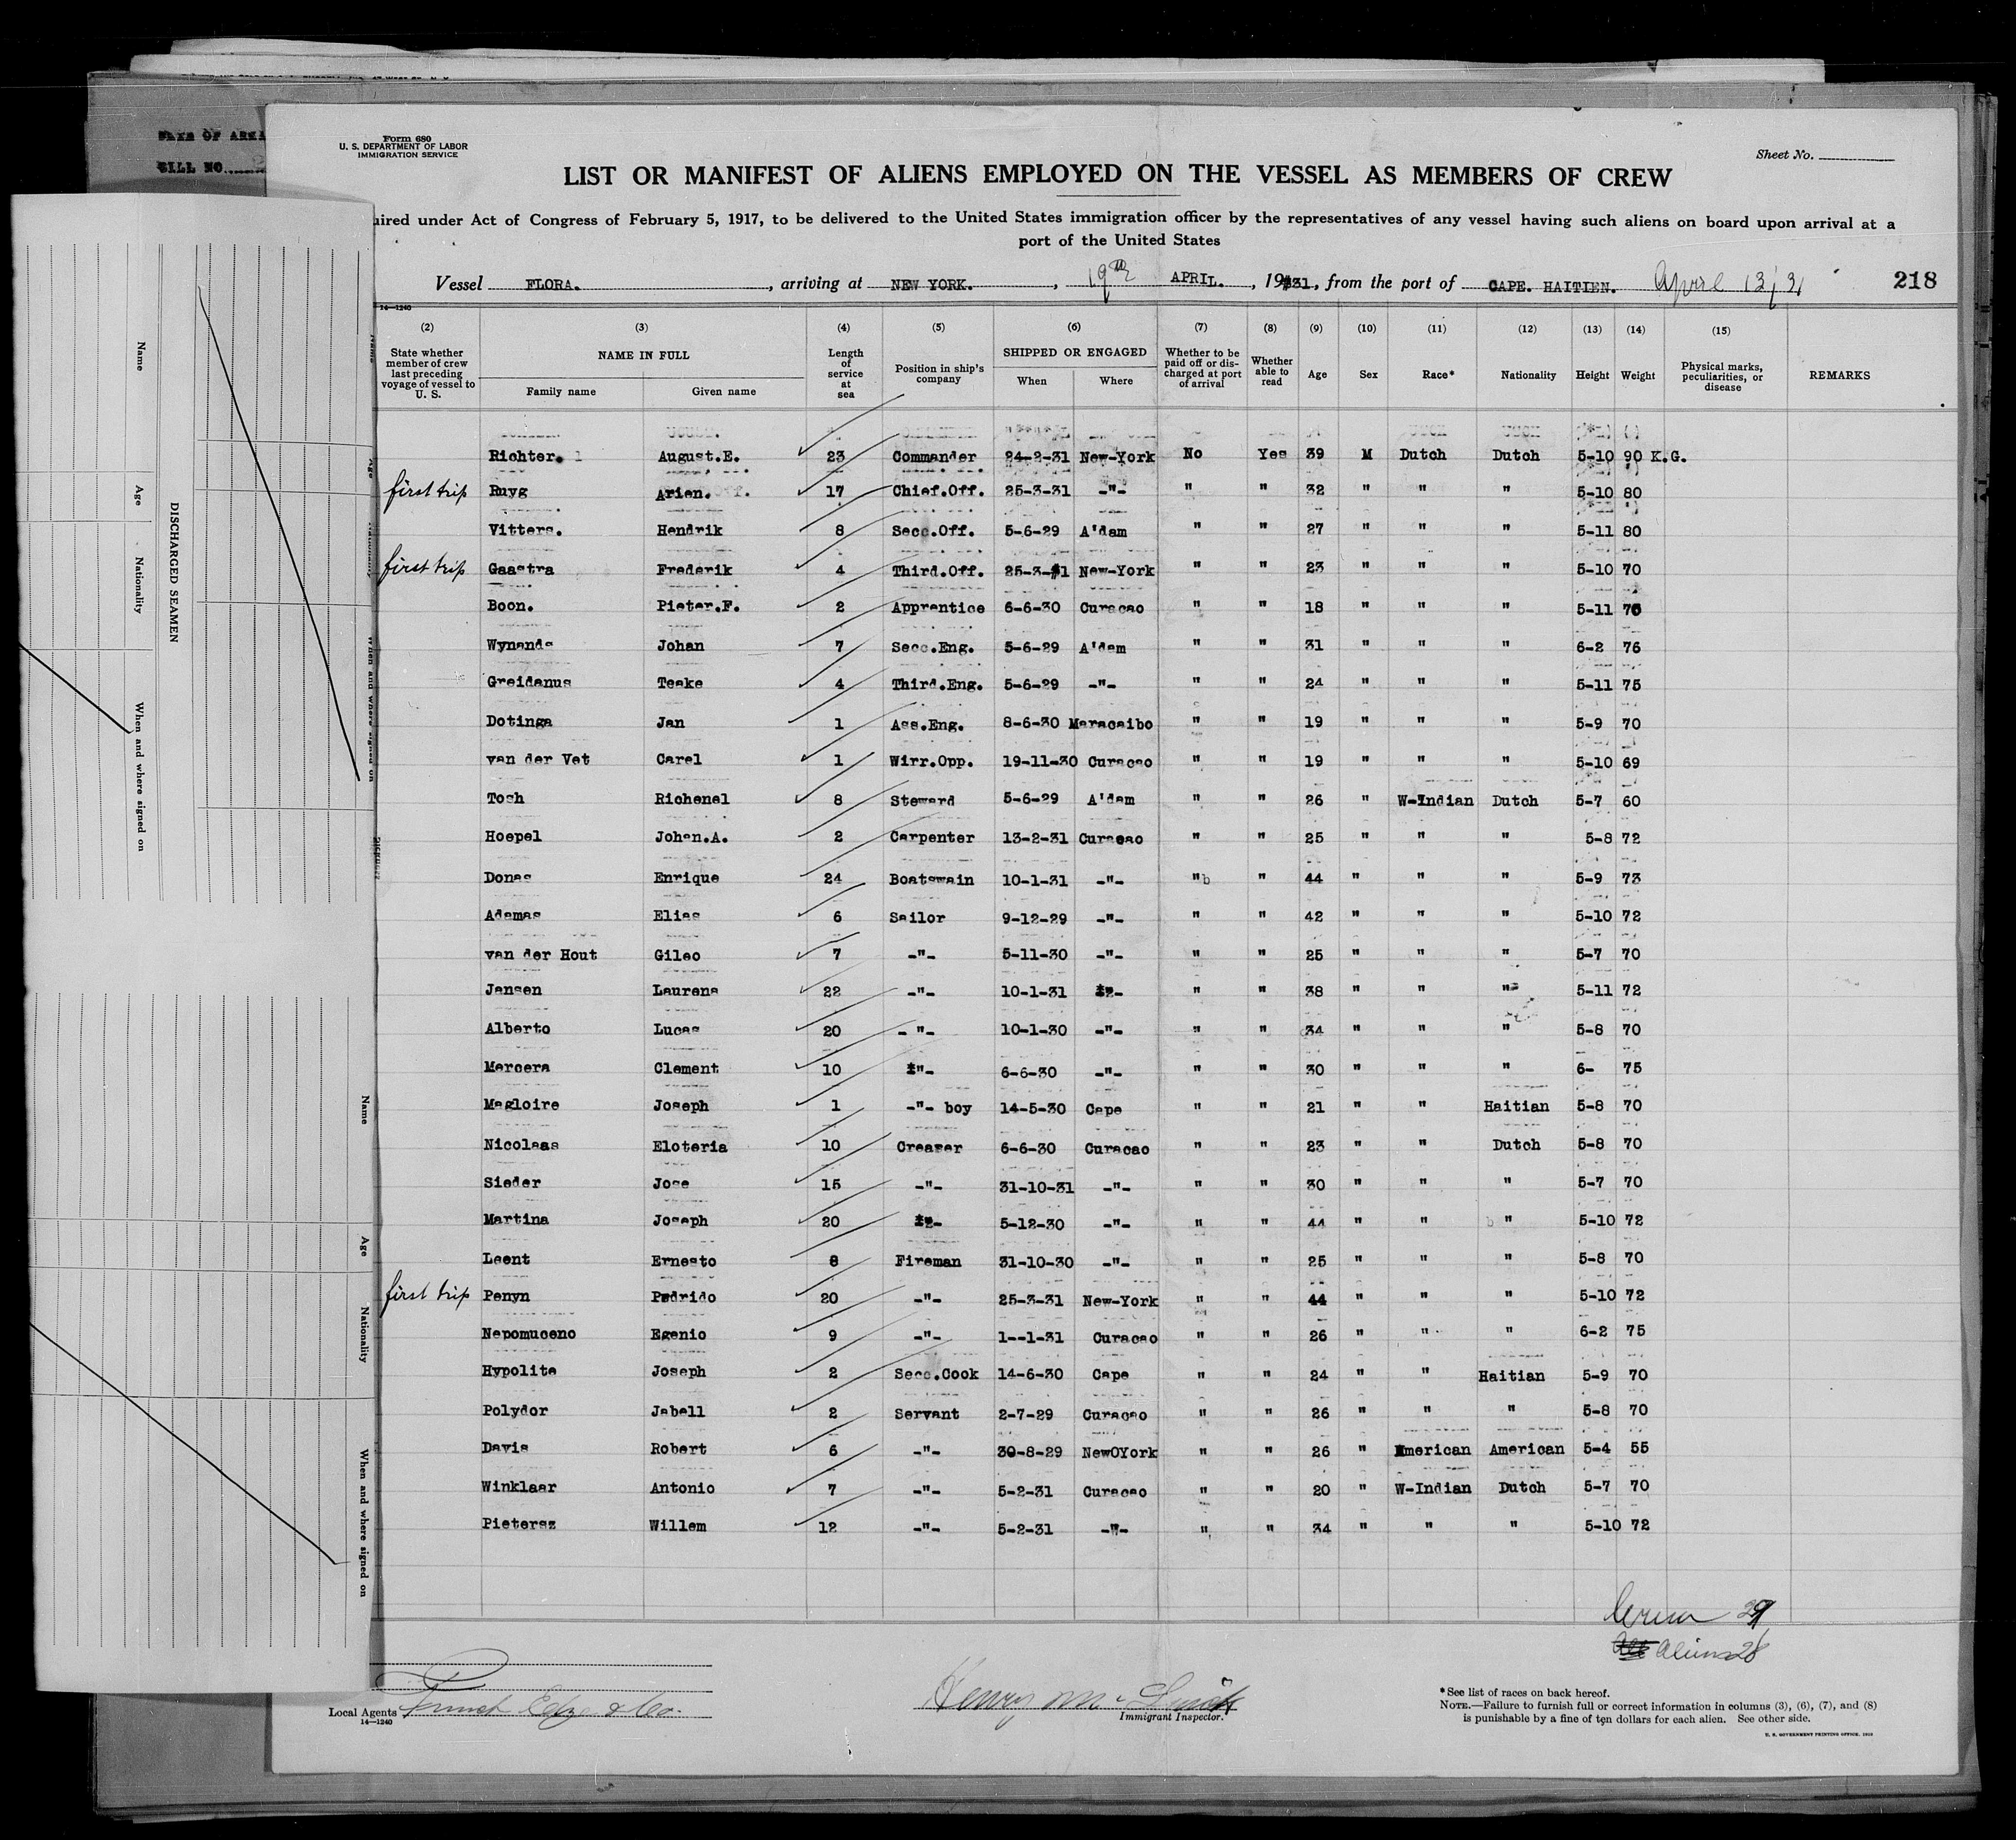 Form 680
U. S. DEPARTMENT OF LABOR
IMMIGRATION SERVICE
Sheet No.
LIST OR MANIFEST OF ALIENS EMPLOYED ON THE VESSEL AS MEMBERS OF CREW
uired under Act of Congress of February 5, 1917, to be delivered to the United States immigration officer by the representatives of any vessel having such aliens on board upon arrival at a
port of the United States
Vessel FLORA. , arriving at NEW YORK. , 19th APRIL. , 1931, from the port of CAPE. HAITIEN. April 13/31 218
14—1240
(2) (3) (4) (5) (6) (7) (8) (9) (10) (11) (12) (13) (14) (15)
State whether member of crew last preceding voyage of vessel to U. S. NAME IN FULL Family name Given name Length of service at sea Position in ship's company SHIPPED OR ENGAGED When Where Whether to be paid off or discharged at port of arrival Whether able to read Age Sex Race* Nationality Height Weight Physical marks, peculiarities, or disease REMARKS
Richter. August.E. 23 Commander 24-2-31 New-York No Yes 39 M Dutch Dutch 5-10 90 K.G.
first trip Ruyg Arien. 17 Chief.Off. 25-3-31 -"- " " 32 " " " 5-10 80
Vitters. Hendrik 8 Secc.Off. 5-6-29 A'dam " " 27 " " " 5-11 80
first trip Gaastra Frederik 4 Third.Off. 25-3-31 New-York " " 23 " " " 5-10 70
Boon. Pieter.F. 2 Apprentice 6-6-30 Curacao " " 18 " " " 5-11 76
Wynands Johan 7 Secc.Eng. 5-6-29 A'dam " " 31 " " " 6-2 76
Greidanus Teake 4 Third.Eng. 5-6-29 -"- " " 24 " " " 5-11 75
Dotinga Jan 1 Ass.Eng. 8-6-30 Maracaibo " " 19 " " " 5-9 70
van der Vet Carel 1 Wirr.Opp. 19-11-30 Curacao " " 19 " " " 5-10 69
Tosh Richenel 8 Steward 5-6-29 A'dam " " 26 " W-Indian Dutch 5-7 60
Hoepel Johan.A. 2 Carpenter 13-2-31 Curacao " " 25 " " " 5-8 72
Donas Enrique 24 Boatswain 10-1-31 -"- " " 44 " " " 5-9 73
Adamas Elias 6 Sailor 9-12-29 -"- " " 42 " " " 5-10 72
van der Hout Gileo 7 -"- 5-11-30 -"- " " 25 " " " 5-7 70
Jansen Laurens 22 -"- 10-1-31 -"- " " 38 " " " 5-11 72
Alberto Lucas 20 -"- 10-1-30 -"- " " 34 " " " 5-8 70
Mercera Clement 10 -"- 6-6-30 -"- " " 30 " " " 6- 75
Magloire Joseph 1 -"- boy 14-5-30 Cape " " 21 " " Haitian 5-8 70
Nicolaas Eloteria 10 Creaser 6-6-30 Curacao " " 23 " " Dutch 5-8 70
Sieder Jose 15 -"- 31-10-31 -"- " " 30 " " " 5-7 70
Martina Joseph 20 -"- 5-12-30 -"- " " 44 " " " 5-10 72
Leent Ernesto 8 Fireman 31-10-30 -"- " " 25 " " " 5-8 70
first trip Penyn Pedrido 20 -"- 25-3-31 New-York " " 44 " " " 5-10 72
Nepomuceno Egenio 9 -"- 1--1-31 Curacao " " 26 " " " 6-2 75
Hypolite Joseph 2 Secc.Cook 14-6-30 Cape " " 24 " " Haitian 5-9 70
Polydor Jabell 2 Servant 2-7-29 Curacao " " 26 " " " 5-8 70
Davis Robert 6 -"- 30-8-29 NewOYork " " 26 " American American 5-4 55
Winklaar Antonio 7 -"- 5-2-31 Curacao " " 20 " W-Indian Dutch 5-7 70
Pietersz Willem 12 -"- 5-2-31 -"- " " 34 " " " 5-10 72
29
Aliens 28
Local Agents
14—1240
Immigrant Inspector.
*See list of races on back hereof.
NOTE.—Failure to furnish full or correct information in columns (3), (6), (7), and (8)
is punishable by a fine of ten dollars for each alien. See other side.
U. S. GOVERNMENT PRINTING OFFICE
DISCHARGED SEAMEN
Name Age Nationality When and where signed on
Name Age Nationality When and where signed on